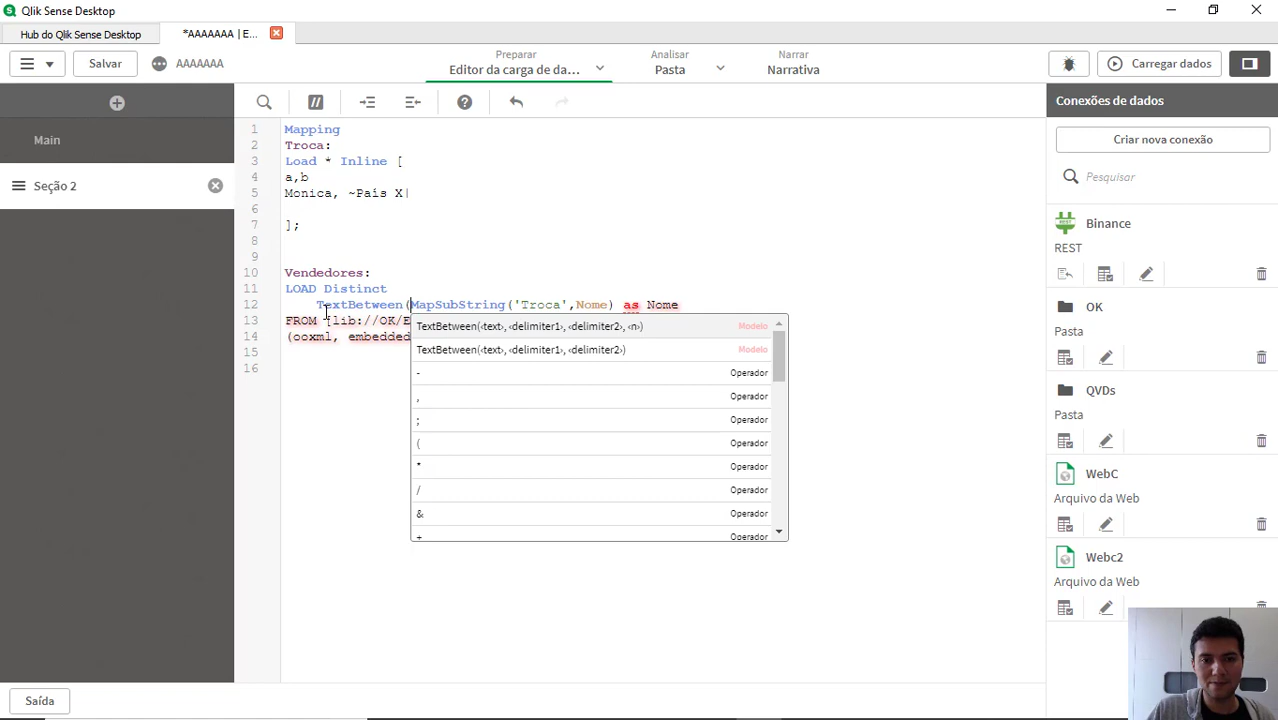 Qlik Sense Desktop
Hub do Qlik Sense Desktop
*AAAAAAA | E...
Salvar
AAAAAAA
Preparar
Editor da carga de da...
Analisar
Pasta
Narrar
Narrativa
Carregar dados
Main
Seção 2
1 Mapping
2 Troca:
3 Load * Inline [
4 a,b
5 Monica, ~País X|
6
7 ];
8
9
10 Vendedores:
11 LOAD Distinct
12 TextBetween(MapSubString('Troca',Nome) as Nome
13 FROM [lib://OK/
14 (ooxml, embedded
15
16
TextBetween(‹text›, ‹delimiter1›, ‹delimiter2›, ‹n›) Modelo
TextBetween(‹text›, ‹delimiter1›, ‹delimiter2›) Modelo
- Operador
, Operador
; Operador
( Operador
* Operador
/ Operador
& Operador
+ Operador
Conexões de dados
Criar nova conexão
Pesquisar
Binance
REST
OK
Pasta
QVDs
Pasta
WebC
Arquivo da Web
Webc2
Arquivo da Web
Saída